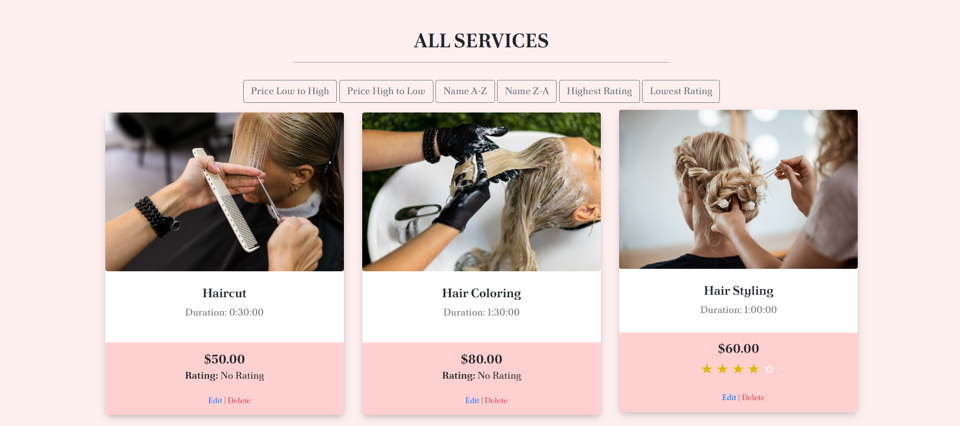 ALL SERVICES
Price Low to High Price High to Low Name A-Z Name Z-A Highest Rating Lowest Rating
Haircut
Duration: 0:30:00
$50.00
Rating: No Rating
Edit | Delete
Hair Coloring
Duration: 1:30:00
$80.00
Rating: No Rating
Edit | Delete
Hair Styling
Duration: 1:00:00
$60.00
Edit | Delete